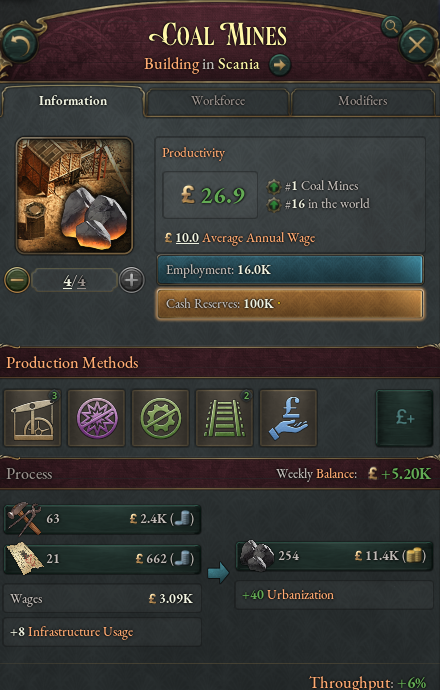 Coal Mines
Building in Scania
Information Workforce Modifiers
Productivity
£ 26.9
#1 Coal Mines
#16 in the world
£ 10.0 Average Annual Wage
4/4
Employment: 16.0K
Cash Reserves: 100K
Production Methods
3 2 £ £+
Process Weekly Balance: £ +5.20K
63 £ 2.4K ( )
21 £ 662 ( )
254 £ 11.4K ( )
Wages £ 3.09K
+40 Urbanization
+8 Infrastructure Usage
Throughput: +6%